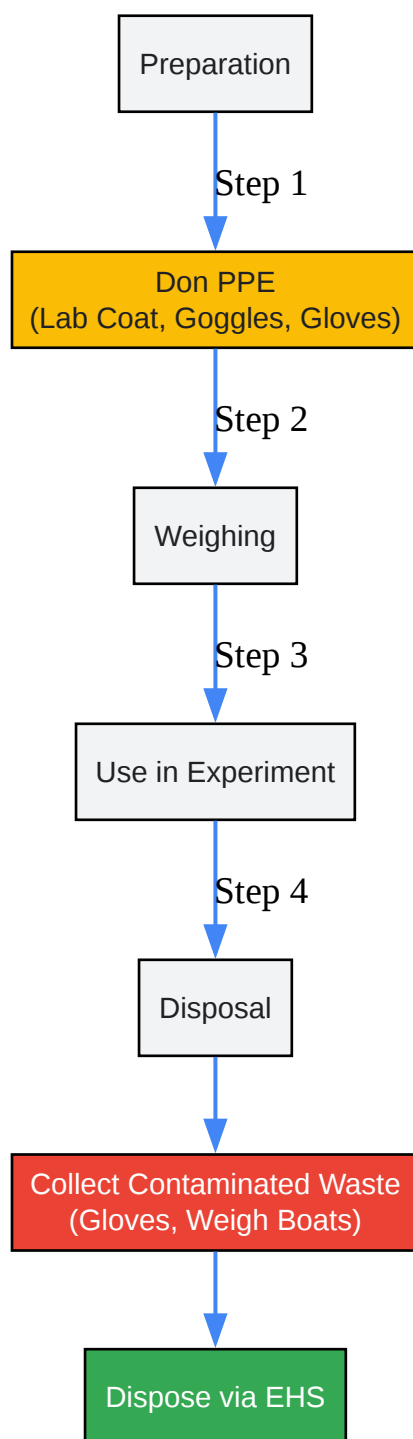 Preparation
Step 1
Don PPE
(Lab Coat, Goggles, Gloves)
Step 2
Weighing
Step 3
Use in Experiment
Step 4
Disposal
Collect Contaminated Waste
(Gloves, Weigh Boats)
Dispose via EHS